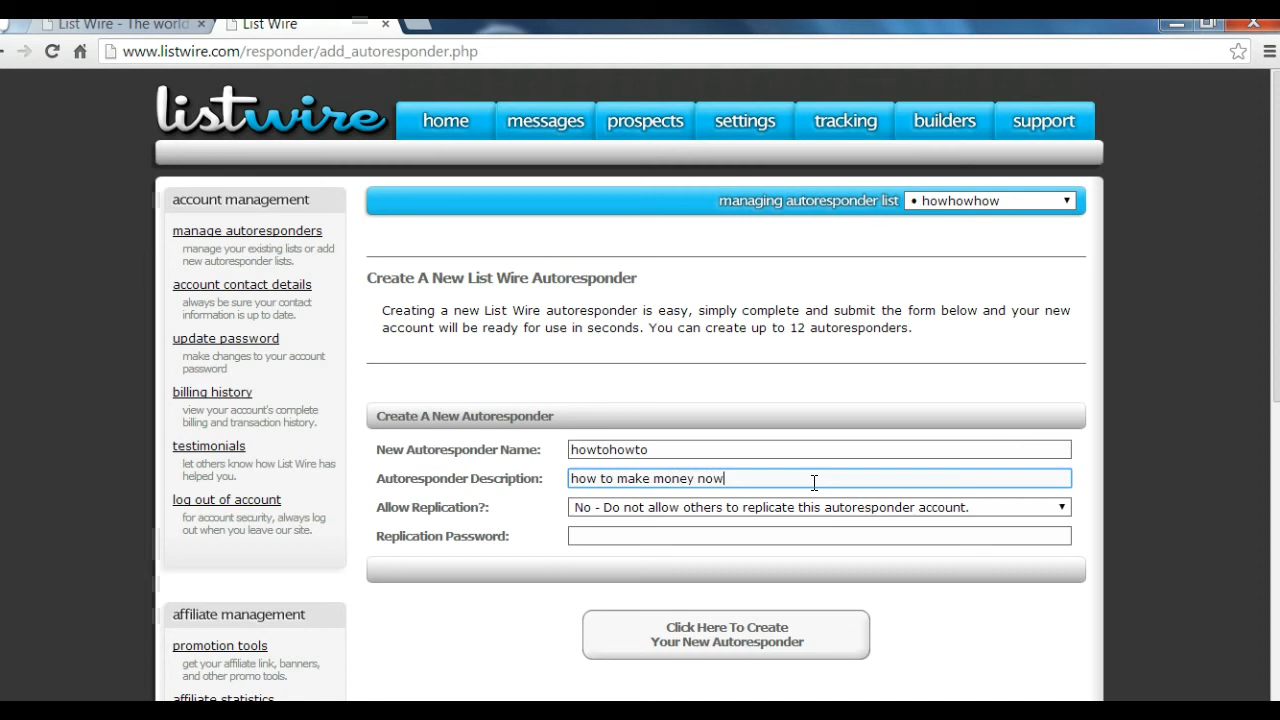 List Wire - The world
List Wire
www.listwire.com/responder/add_autoresponder.php
listwire
home messages prospects settings tracking builders support
managing autoresponder list • howhowhow
account management
manage autoresponders
manage your existing lists or add
new autoresponder lists.
account contact details
always be sure your contact
information is up to date.
update password
make changes to your account
password
billing history
view your account's complete
billing and transaction history.
testimonials
let others know how List Wire has
helped you.
log out of account
for account security, always log
out when you leave our site.
affiliate management
promotion tools
get your affiliate link, banners,
and other promo tools.
affiliate statistics
Create A New List Wire Autoresponder
Creating a new List Wire autoresponder is easy, simply complete and submit the form below and your new
account will be ready for use in seconds. You can create up to 12 autoresponders.
Create A New Autoresponder
New Autoresponder Name: howtohowto
Autoresponder Description: how to make money now
Allow Replication?: No - Do not allow others to replicate this autoresponder account.
Replication Password:
Click Here To Create
Your New Autoresponder